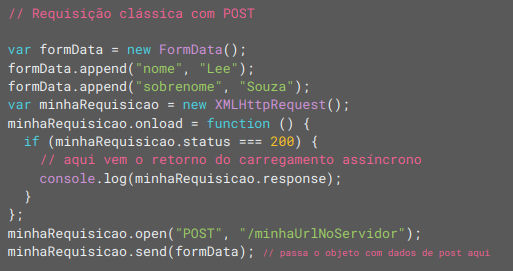 // Requisição clássica com POST
var formData = new FormData();
formData.append("nome", "Lee");
formData.append("sobrenome", "Souza");
var minhaRequisicao = new XMLHttpRequest();
minhaRequisicao.onload = function () {
  if (minhaRequisicao.status === 200) {
    // aqui vem o retorno do carregamento assíncrono
    console.log(minhaRequisicao.response);
  }
};
minhaRequisicao.open("POST", "/minhaUrlNoServidor");
minhaRequisicao.send(formData); // passa o objeto com dados de post aqui